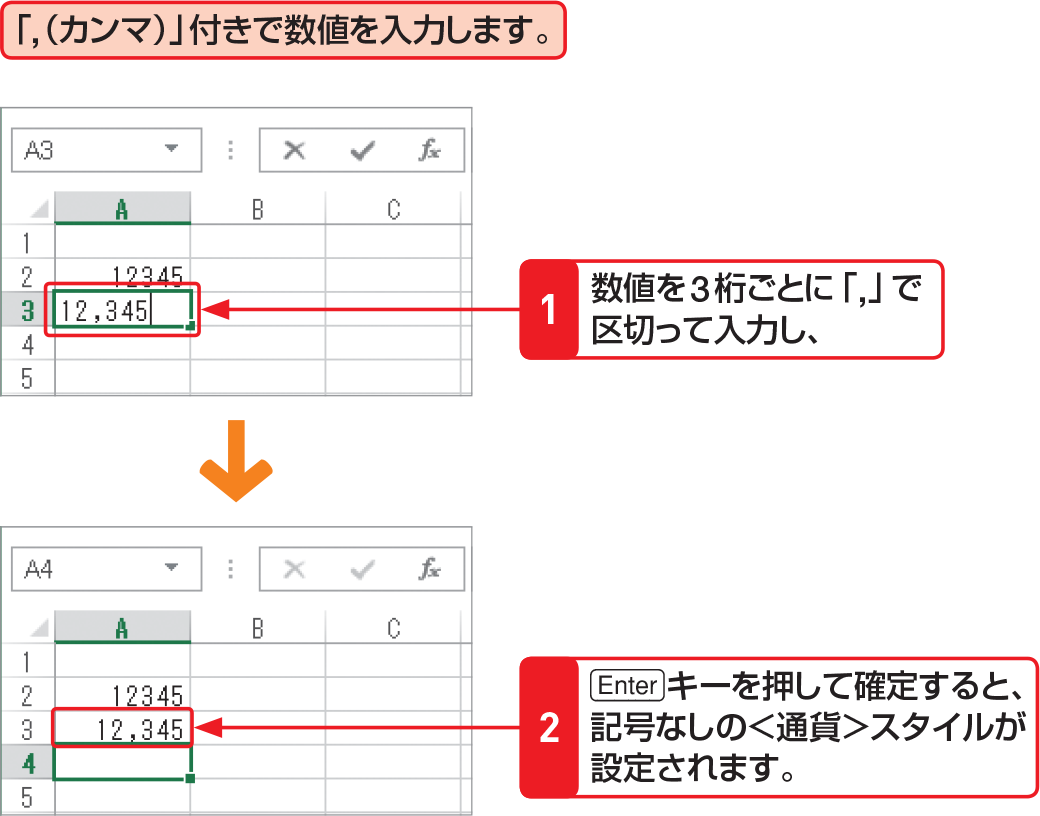 「,（カンマ）」付きで数値を入力します。
A3 fx
A B C
1
2 12345
3 12,345
4
5
1 数値を3桁ごとに「,」で
区切って入力し、
A4 fx
A B C
1
2 12345
3 12,345
4
5
2 Enterキーを押して確定すると、
記号なしの＜通貨＞スタイルが
設定されます。